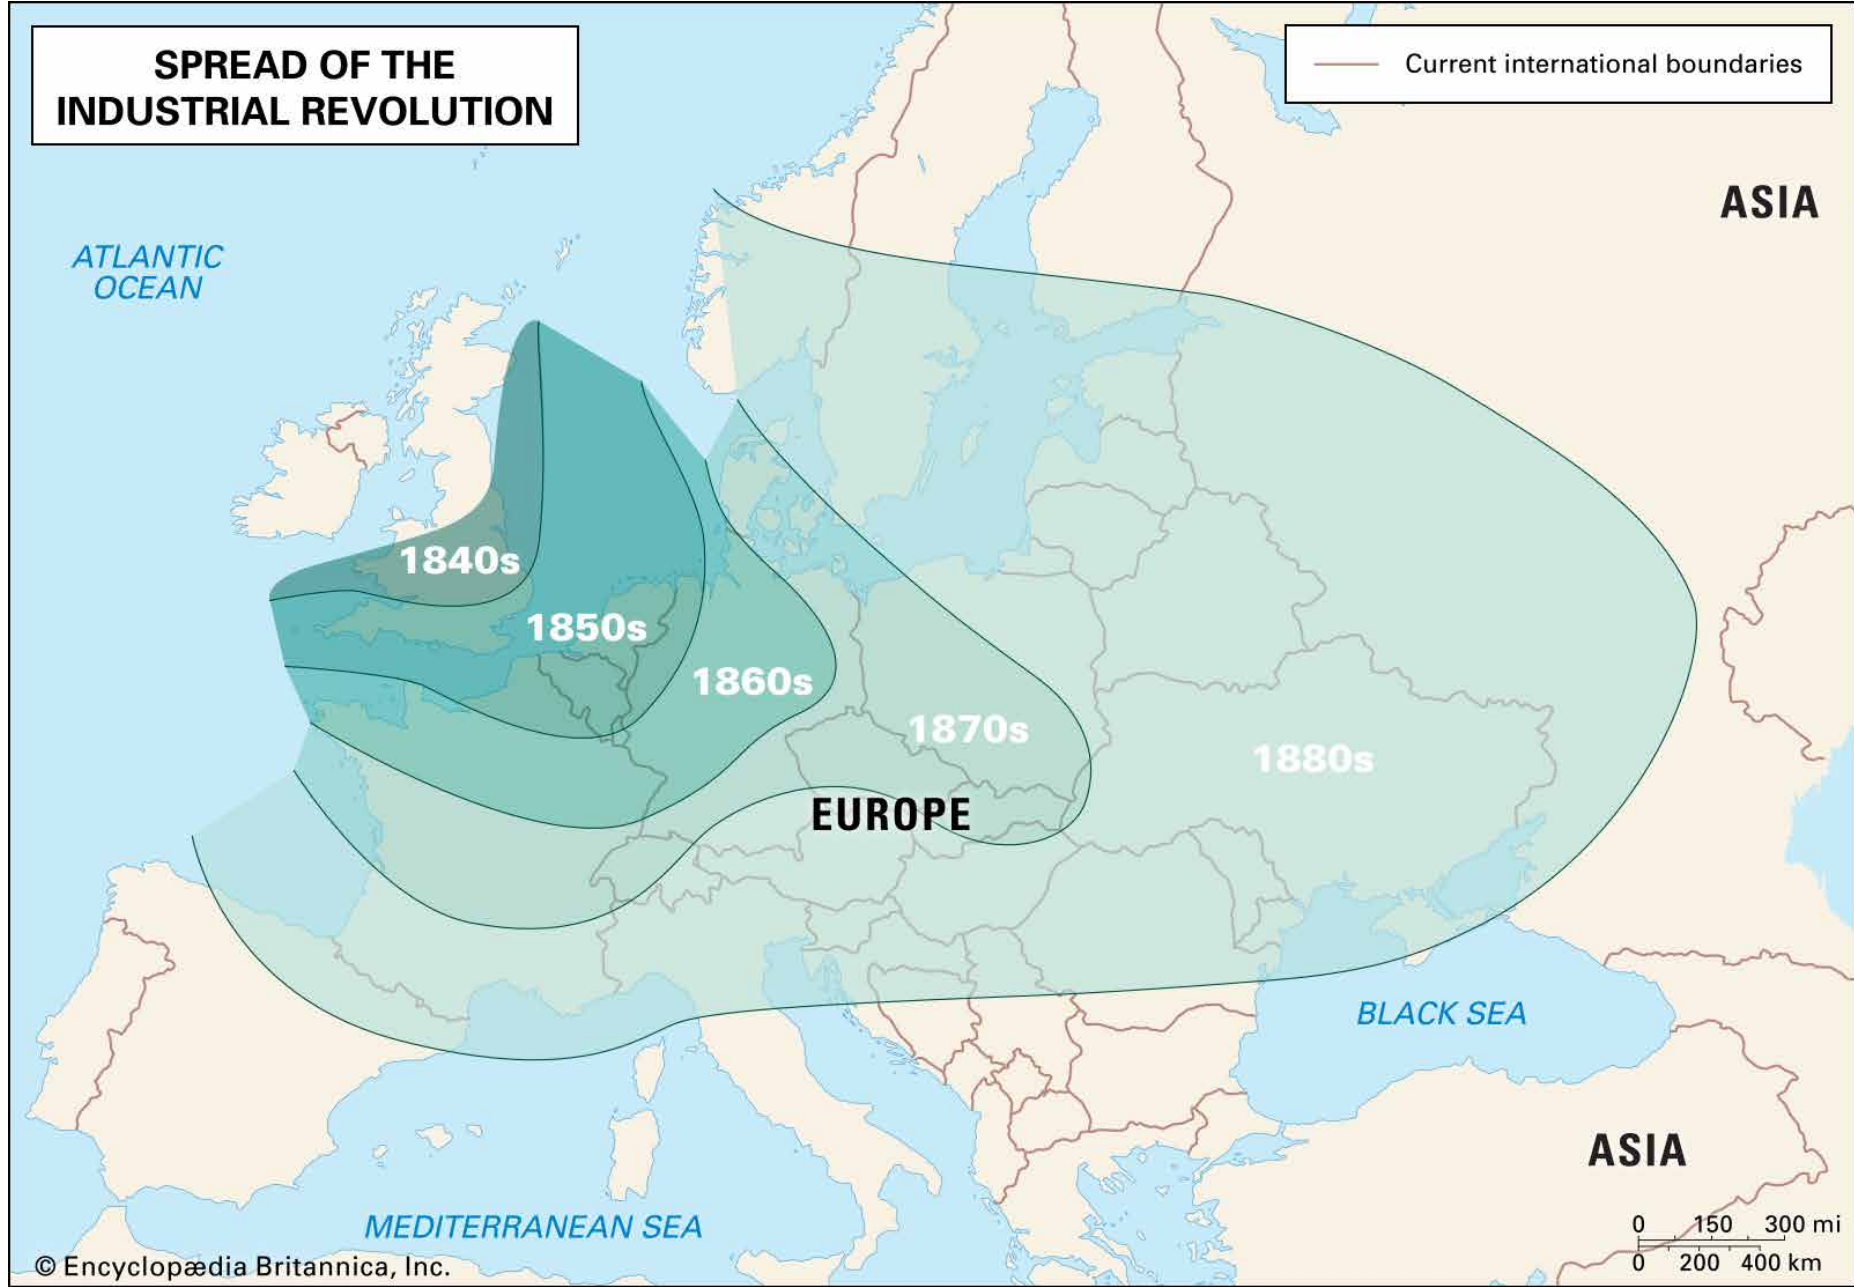 SPREAD OF THE
INDUSTRIAL REVOLUTION
Current international boundaries
ASIA
ATLANTIC
OCEAN
1840s
1850s
1860s
1870s
1880s
EUROPE
BLACK SEA
ASIA
MEDITERRANEAN SEA
0 150 300 mi
0 200 400 km
© Encyclopædia Britannica, Inc.